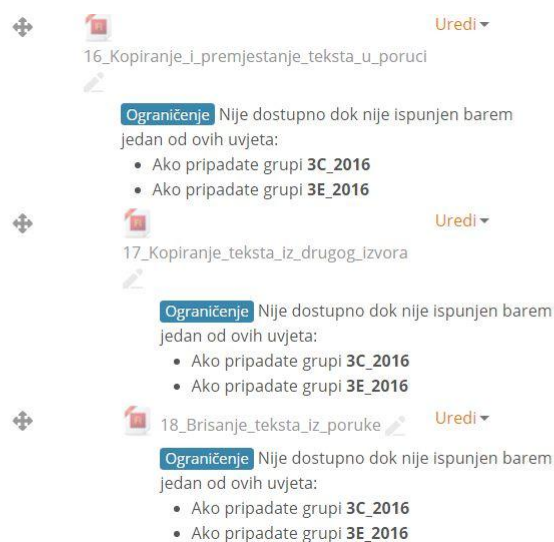 Uredi
16_Kopiranje_i_premjestanje_teksta_u_poruci
Ograničenje Nije dostupno dok nije ispunjen barem
jedan od ovih uvjeta:
• Ako pripadate grupi 3C_2016
• Ako pripadate grupi 3E_2016
Uredi
17_Kopiranje_teksta_iz_drugog_izvora
Ograničenje Nije dostupno dok nije ispunjen barem
jedan od ovih uvjeta:
• Ako pripadate grupi 3C_2016
• Ako pripadate grupi 3E_2016
18_Brisanje_teksta_iz_poruke Uredi
Ograničenje Nije dostupno dok nije ispunjen barem
jedan od ovih uvjeta:
• Ako pripadate grupi 3C_2016
• Ako pripadate grupi 3E_2016